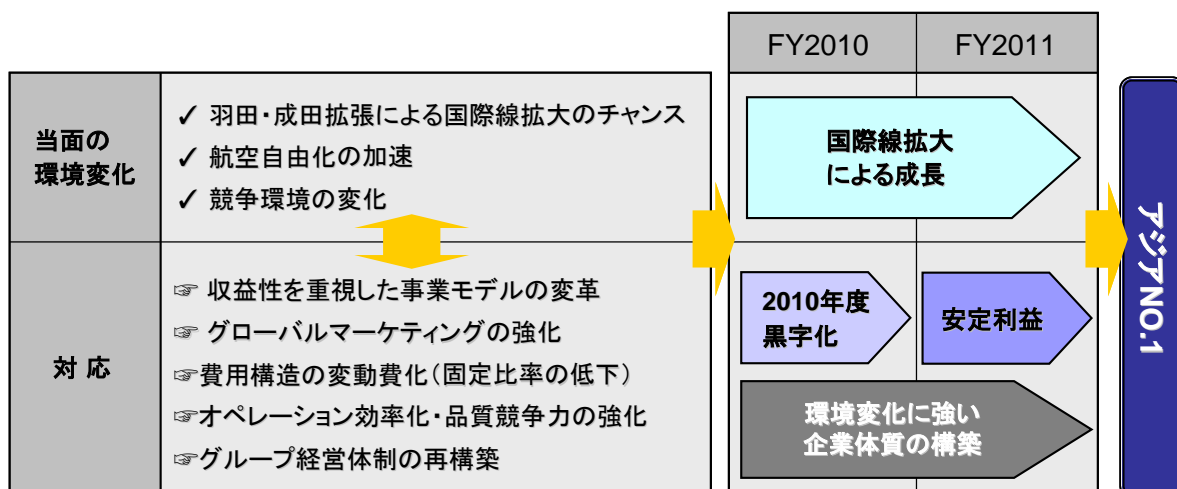 FY2010
FY2011
当面の
環境変化
✓ 羽田・成田拡張による国際線拡大のチャンス
✓ 航空自由化の加速
✓ 競争環境の変化
国際線拡大
による成長
対 応
☞ 収益性を重視した事業モデルの変革
☞ グローバルマーケティングの強化
☞費用構造の変動費化(固定比率の低下)
☞オペレーション効率化・品質競争力の強化
☞グループ経営体制の再構築
2010年度
黒字化
安定利益
環境変化に強い
企業体質の構築
アジアNO.1